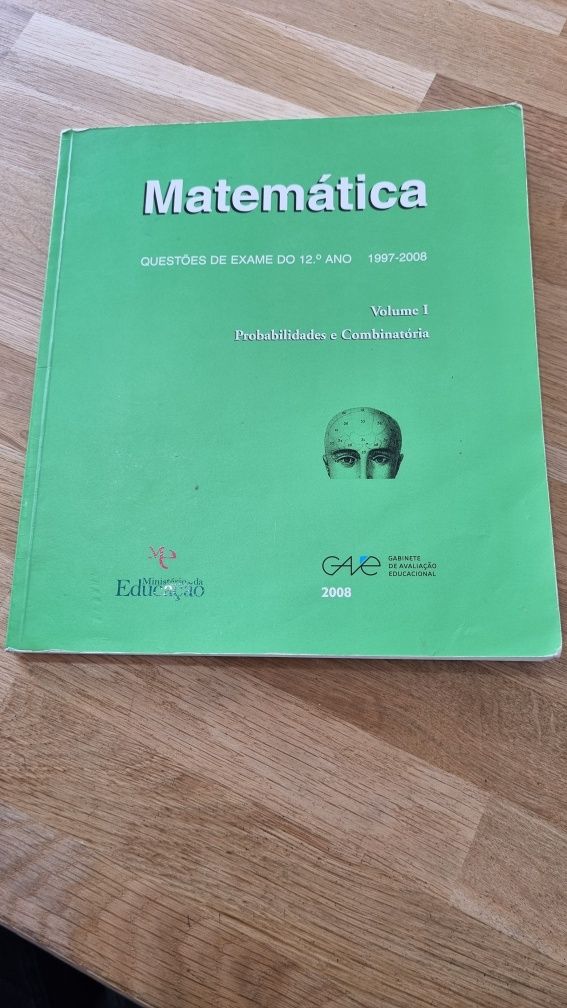 Matemática
QUESTÕES DE EXAME DO 12.º ANO 1997-2008
Volume I
Probabilidades e Combinatória
Ministério da
Educação
GAVE
GABINETE
DE AVALIAÇÃO
EDUCACIONAL
2008